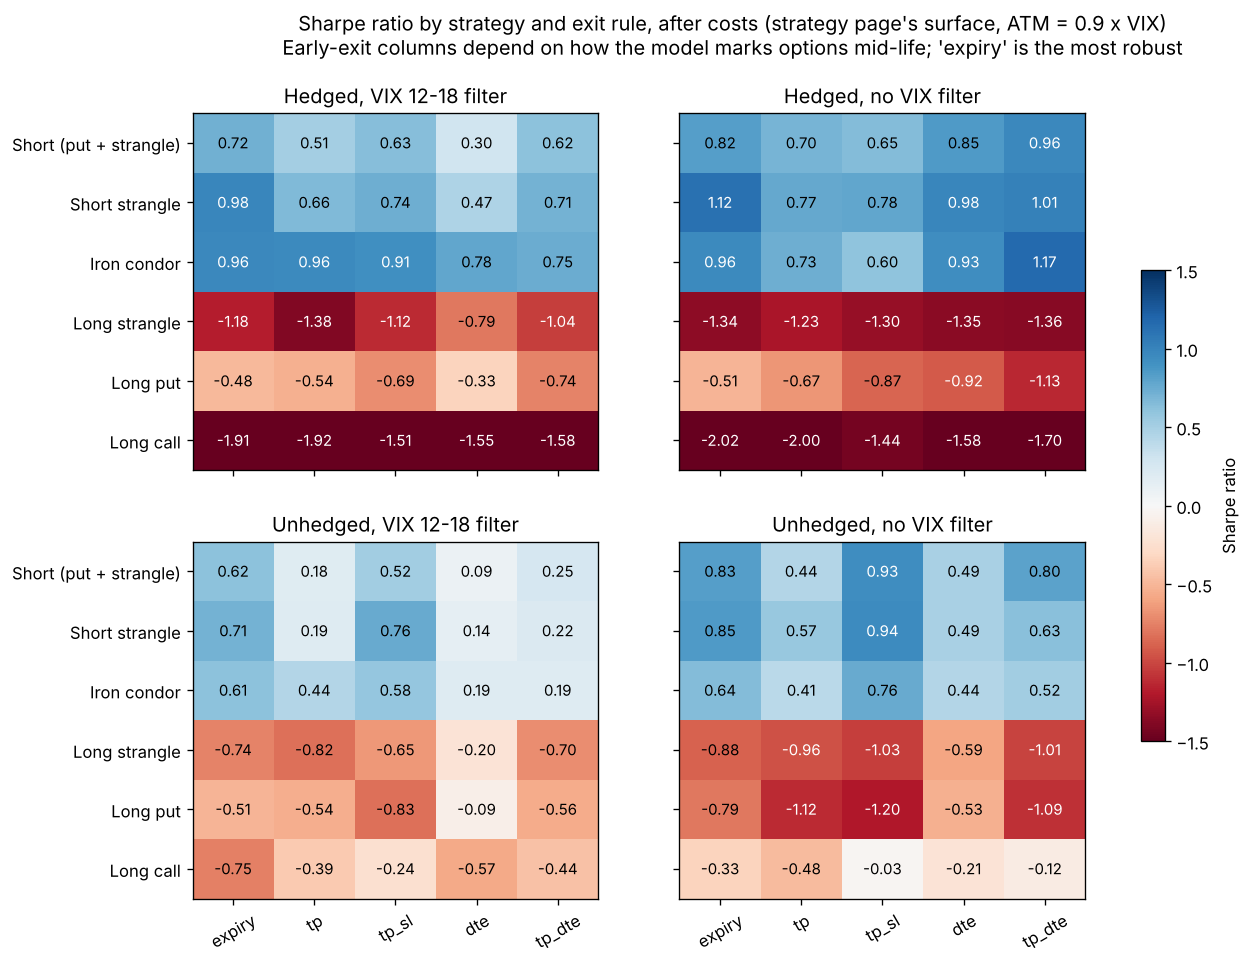 Sharpe ratio by strategy and exit rule, after costs (strategy page's surface, ATM = 0.9 x VIX)
Early-exit columns depend on how the model marks options mid-life; 'expiry' is the most robust
Hedged, VIX 12-18 filter
Short (put + strangle) 0.72 0.51 0.63 0.30 0.62
Short strangle 0.98 0.66 0.74 0.47 0.71
Iron condor 0.96 0.96 0.91 0.78 0.75
Long strangle -1.18 -1.38 -1.12 -0.79 -1.04
Long put -0.48 -0.54 -0.69 -0.33 -0.74
Long call -1.91 -1.92 -1.51 -1.55 -1.58
Hedged, no VIX filter
0.82 0.70 0.65 0.85 0.96
1.12 0.77 0.78 0.98 1.01
0.96 0.73 0.60 0.93 1.17
-1.34 -1.23 -1.30 -1.35 -1.36
-0.51 -0.67 -0.87 -0.92 -1.13
-2.02 -2.00 -1.44 -1.58 -1.70
Unhedged, VIX 12-18 filter
Short (put + strangle) 0.62 0.18 0.52 0.09 0.25
Short strangle 0.71 0.19 0.76 0.14 0.22
Iron condor 0.61 0.44 0.58 0.19 0.19
Long strangle -0.74 -0.82 -0.65 -0.20 -0.70
Long put -0.51 -0.54 -0.83 -0.09 -0.56
Long call -0.75 -0.39 -0.24 -0.57 -0.44
expiry tp tp_sl dte tp_dte
Unhedged, no VIX filter
0.83 0.44 0.93 0.49 0.80
0.85 0.57 0.94 0.49 0.63
0.64 0.41 0.76 0.44 0.52
-0.88 -0.96 -1.03 -0.59 -1.01
-0.79 -1.12 -1.20 -0.53 -1.09
-0.33 -0.48 -0.03 -0.21 -0.12
expiry tp tp_sl dte tp_dte
1.5
1.0
0.5
0.0
−0.5
−1.0
−1.5
Sharpe ratio